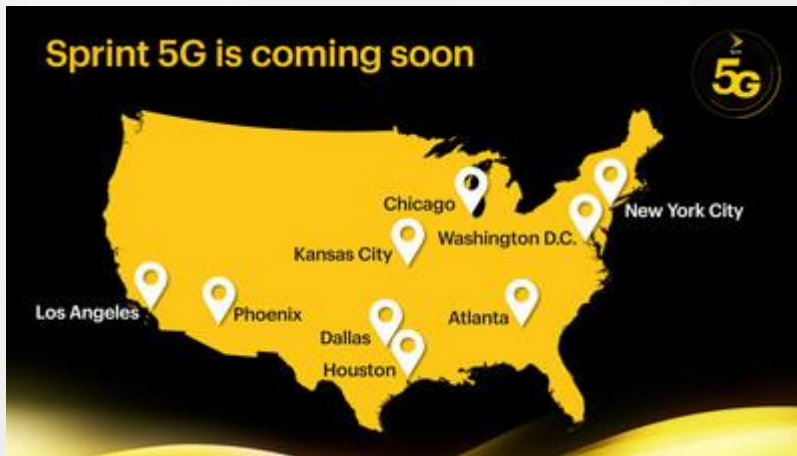 Sprint 5G is coming soon
5G
Chicago
New York City
Washington D.C.
Kansas City
Los Angeles
Phoenix
Dallas
Atlanta
Houston